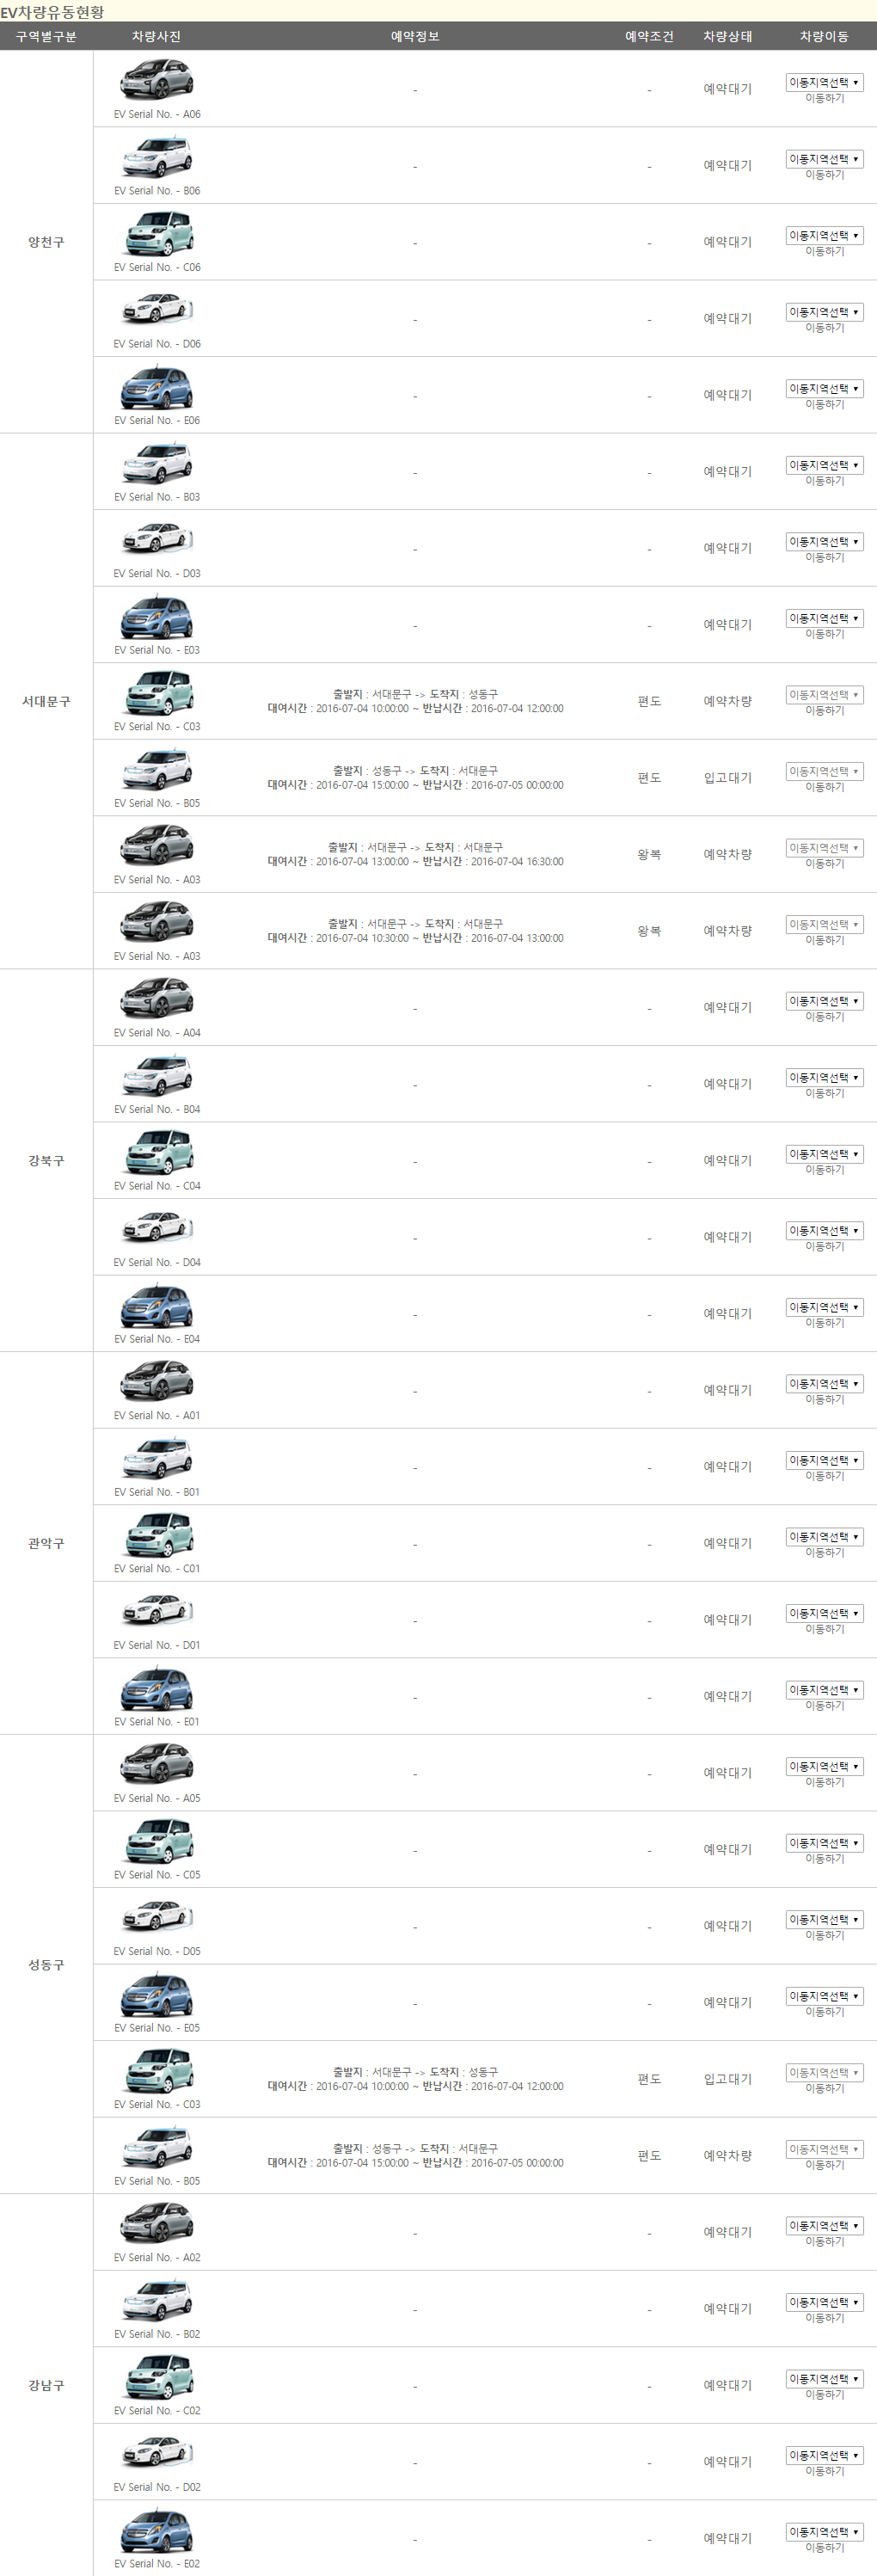 EV차량유동현황
구역별구분 차량사진 예약정보 예약조건 차량상태 차량이동
양천구
EV Serial No. - A06
- - 예약대기 이동지역선택 ▼
이동하기
EV Serial No. - B06
- - 예약대기 이동지역선택 ▼
이동하기
EV Serial No. - C06
- - 예약대기 이동지역선택 ▼
이동하기
EV Serial No. - D06
- - 예약대기 이동지역선택 ▼
이동하기
EV Serial No. - E06
- - 예약대기 이동지역선택 ▼
이동하기
서대문구
EV Serial No. - B03
- - 예약대기 이동지역선택 ▼
이동하기
EV Serial No. - D03
- - 예약대기 이동지역선택 ▼
이동하기
EV Serial No. - E03
- - 예약대기 이동지역선택 ▼
이동하기
EV Serial No. - C03
출발지 : 서대문구 -> 도착지 : 성동구
대여시간 : 2016-07-04 10:00:00 ~ 반납시간 : 2016-07-04 12:00:00
편도 예약차량 이동지역선택 ▼
이동하기
EV Serial No. - B05
출발지 : 성동구 -> 도착지 : 서대문구
대여시간 : 2016-07-04 15:00:00 ~ 반납시간 : 2016-07-05 00:00:00
편도 입고대기 이동지역선택 ▼
이동하기
EV Serial No. - A03
출발지 : 서대문구 -> 도착지 : 서대문구
대여시간 : 2016-07-04 13:00:00 ~ 반납시간 : 2016-07-04 16:30:00
왕복 예약차량 이동지역선택 ▼
이동하기
EV Serial No. - A03
출발지 : 서대문구 -> 도착지 : 서대문구
대여시간 : 2016-07-04 10:30:00 ~ 반납시간 : 2016-07-04 13:00:00
왕복 예약차량 이동지역선택 ▼
이동하기
강북구
EV Serial No. - A04
- - 예약대기 이동지역선택 ▼
이동하기
EV Serial No. - B04
- - 예약대기 이동지역선택 ▼
이동하기
EV Serial No. - C04
- - 예약대기 이동지역선택 ▼
이동하기
EV Serial No. - D04
- - 예약대기 이동지역선택 ▼
이동하기
EV Serial No. - E04
- - 예약대기 이동지역선택 ▼
이동하기
관악구
EV Serial No. - A01
- - 예약대기 이동지역선택 ▼
이동하기
EV Serial No. - B01
- - 예약대기 이동지역선택 ▼
이동하기
EV Serial No. - C01
- - 예약대기 이동지역선택 ▼
이동하기
EV Serial No. - D01
- - 예약대기 이동지역선택 ▼
이동하기
EV Serial No. - E01
- - 예약대기 이동지역선택 ▼
이동하기
성동구
EV Serial No. - A05
- - 예약대기 이동지역선택 ▼
이동하기
EV Serial No. - C05
- - 예약대기 이동지역선택 ▼
이동하기
EV Serial No. - D05
- - 예약대기 이동지역선택 ▼
이동하기
EV Serial No. - E05
- - 예약대기 이동지역선택 ▼
이동하기
EV Serial No. - C03
출발지 : 서대문구 -> 도착지 : 성동구
대여시간 : 2016-07-04 10:00:00 ~ 반납시간 : 2016-07-04 12:00:00
편도 입고대기 이동지역선택 ▼
이동하기
EV Serial No. - B05
출발지 : 성동구 -> 도착지 : 서대문구
대여시간 : 2016-07-04 15:00:00 ~ 반납시간 : 2016-07-05 00:00:00
편도 예약차량 이동지역선택 ▼
이동하기
강남구
EV Serial No. - A02
- - 예약대기 이동지역선택 ▼
이동하기
EV Serial No. - B02
- - 예약대기 이동지역선택 ▼
이동하기
EV Serial No. - C02
- - 예약대기 이동지역선택 ▼
이동하기
EV Serial No. - D02
- - 예약대기 이동지역선택 ▼
이동하기
EV Serial No. - E02
- - 예약대기 이동지역선택 ▼
이동하기